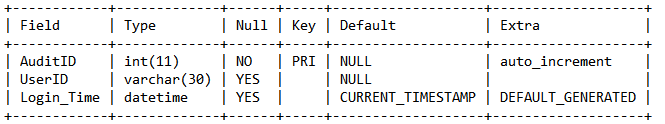 +------------+-------------+------+-----+-------------------+-------------------+
| Field      | Type        | Null | Key | Default           | Extra             |
+------------+-------------+------+-----+-------------------+-------------------+
| AuditID    | int(11)     | NO   | PRI | NULL              | auto_increment    |
| UserID     | varchar(30) | YES  |     | NULL              |                   |
| Login_Time | datetime    | YES  |     | CURRENT_TIMESTAMP | DEFAULT_GENERATED |
+------------+-------------+------+-----+-------------------+-------------------+